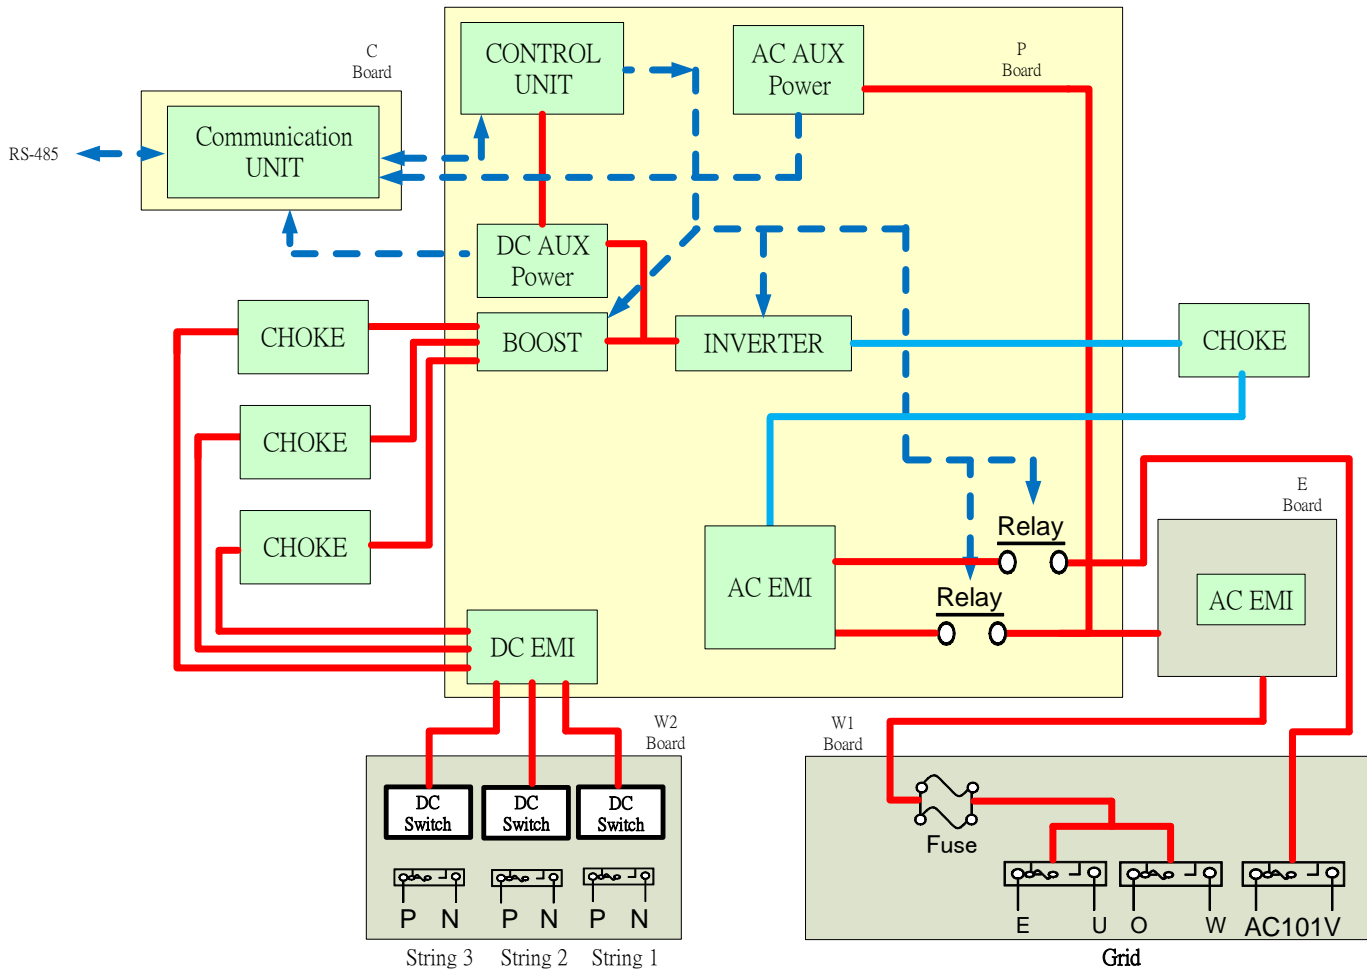 C
Board
CONTROL
UNIT
AC AUX
Power
P
Board
RS-485
Communication
UNIT
DC AUX
Power
CHOKE
BOOST
INVERTER
CHOKE
CHOKE
CHOKE
E
Board
Relay
AC EMI
AC EMI
Relay
DC EMI
W2
Board
W1
Board
DC
Switch
DC
Switch
DC
Switch
Fuse
P N
P N
P N
E
U
O
W
AC101V
String 3
String 2
String 1
Grid